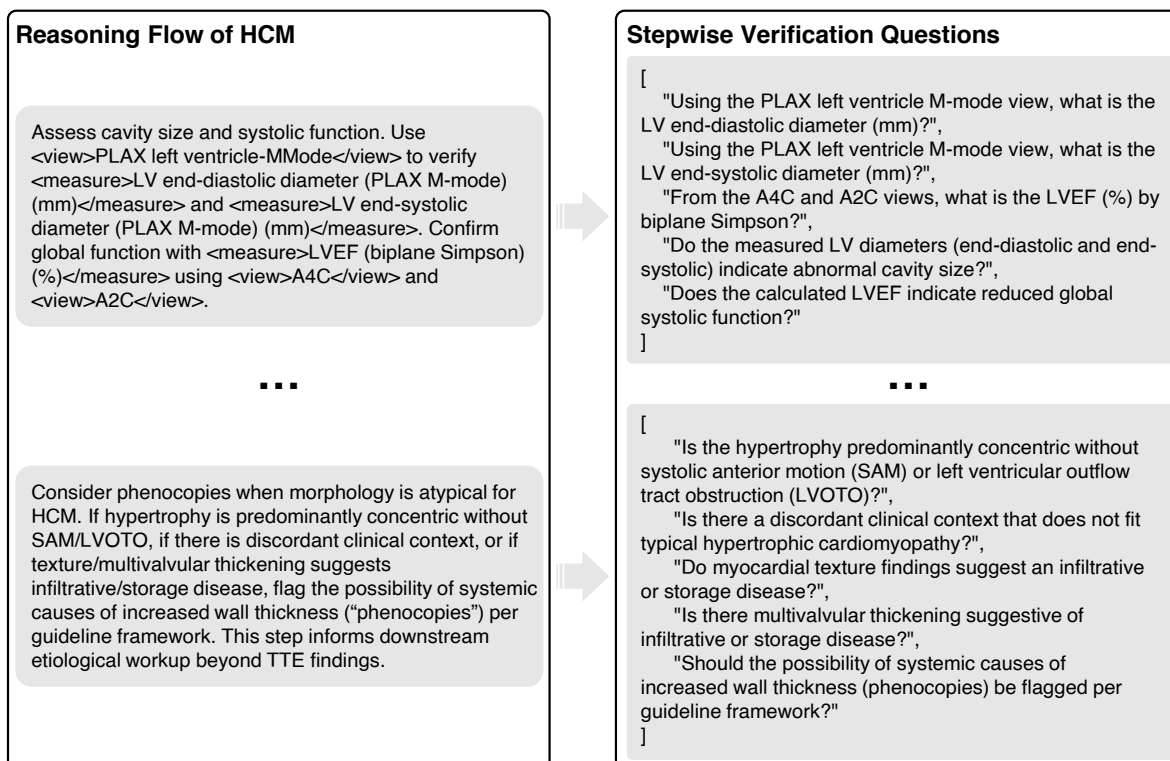 Reasoning Flow of HCM
Assess cavity size and systolic function. Use
<view>PLAX left ventricle-MMode</view> to verify
<measure>LV end-diastolic diameter (PLAX M-mode)
(mm)</measure> and <measure>LV end-systolic
diameter (PLAX M-mode) (mm)</measure>. Confirm
global function with <measure>LVEF (biplane Simpson)
(%)</measure> using <view>A4C</view> and
<view>A2C</view>.
...
Consider phenocopies when morphology is atypical for
HCM. If hypertrophy is predominantly concentric without
SAM/LVOTO, if there is discordant clinical context, or if
texture/multivalvular thickening suggests
infiltrative/storage disease, flag the possibility of systemic
causes of increased wall thickness (“phenocopies”) per
guideline framework. This step informs downstream
etiological workup beyond TTE findings.
Stepwise Verification Questions
[
"Using the PLAX left ventricle M-mode view, what is the
LV end-diastolic diameter (mm)?",
"Using the PLAX left ventricle M-mode view, what is the
LV end-systolic diameter (mm)?",
"From the A4C and A2C views, what is the LVEF (%) by
biplane Simpson?",
"Do the measured LV diameters (end-diastolic and end-
systolic) indicate abnormal cavity size?",
"Does the calculated LVEF indicate reduced global
systolic function?"
]
...
[
"Is the hypertrophy predominantly concentric without
systolic anterior motion (SAM) or left ventricular outflow
tract obstruction (LVOTO)?",
"Is there a discordant clinical context that does not fit
typical hypertrophic cardiomyopathy?",
"Do myocardial texture findings suggest an infiltrative
or storage disease?",
"Is there multivalvular thickening suggestive of
infiltrative or storage disease?",
"Should the possibility of systemic causes of
increased wall thickness (phenocopies) be flagged per
guideline framework?"
]